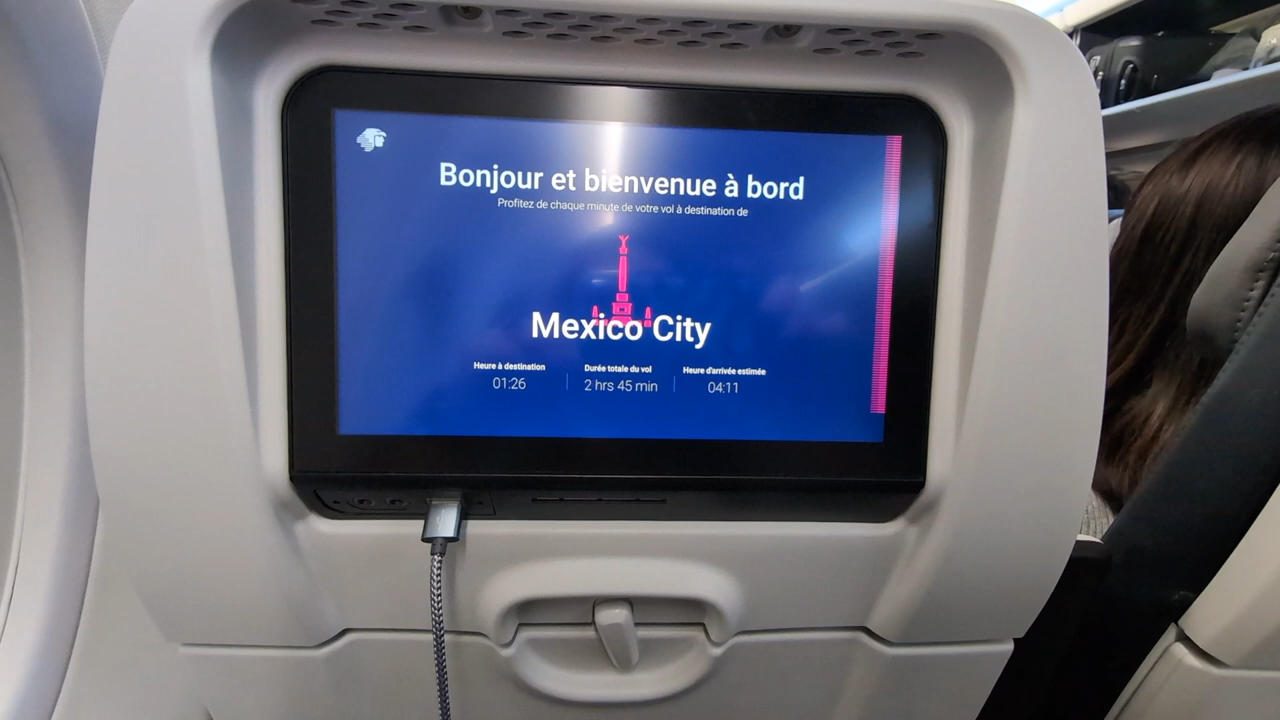 Bonjour et bienvenue à bord
Profitez de chaque minute de votre vol à destination de
Mexico City
Heure à destination
01:26
Durée totale du vol
2 hrs 45 min
Heure d'arrivée estimée
04:11